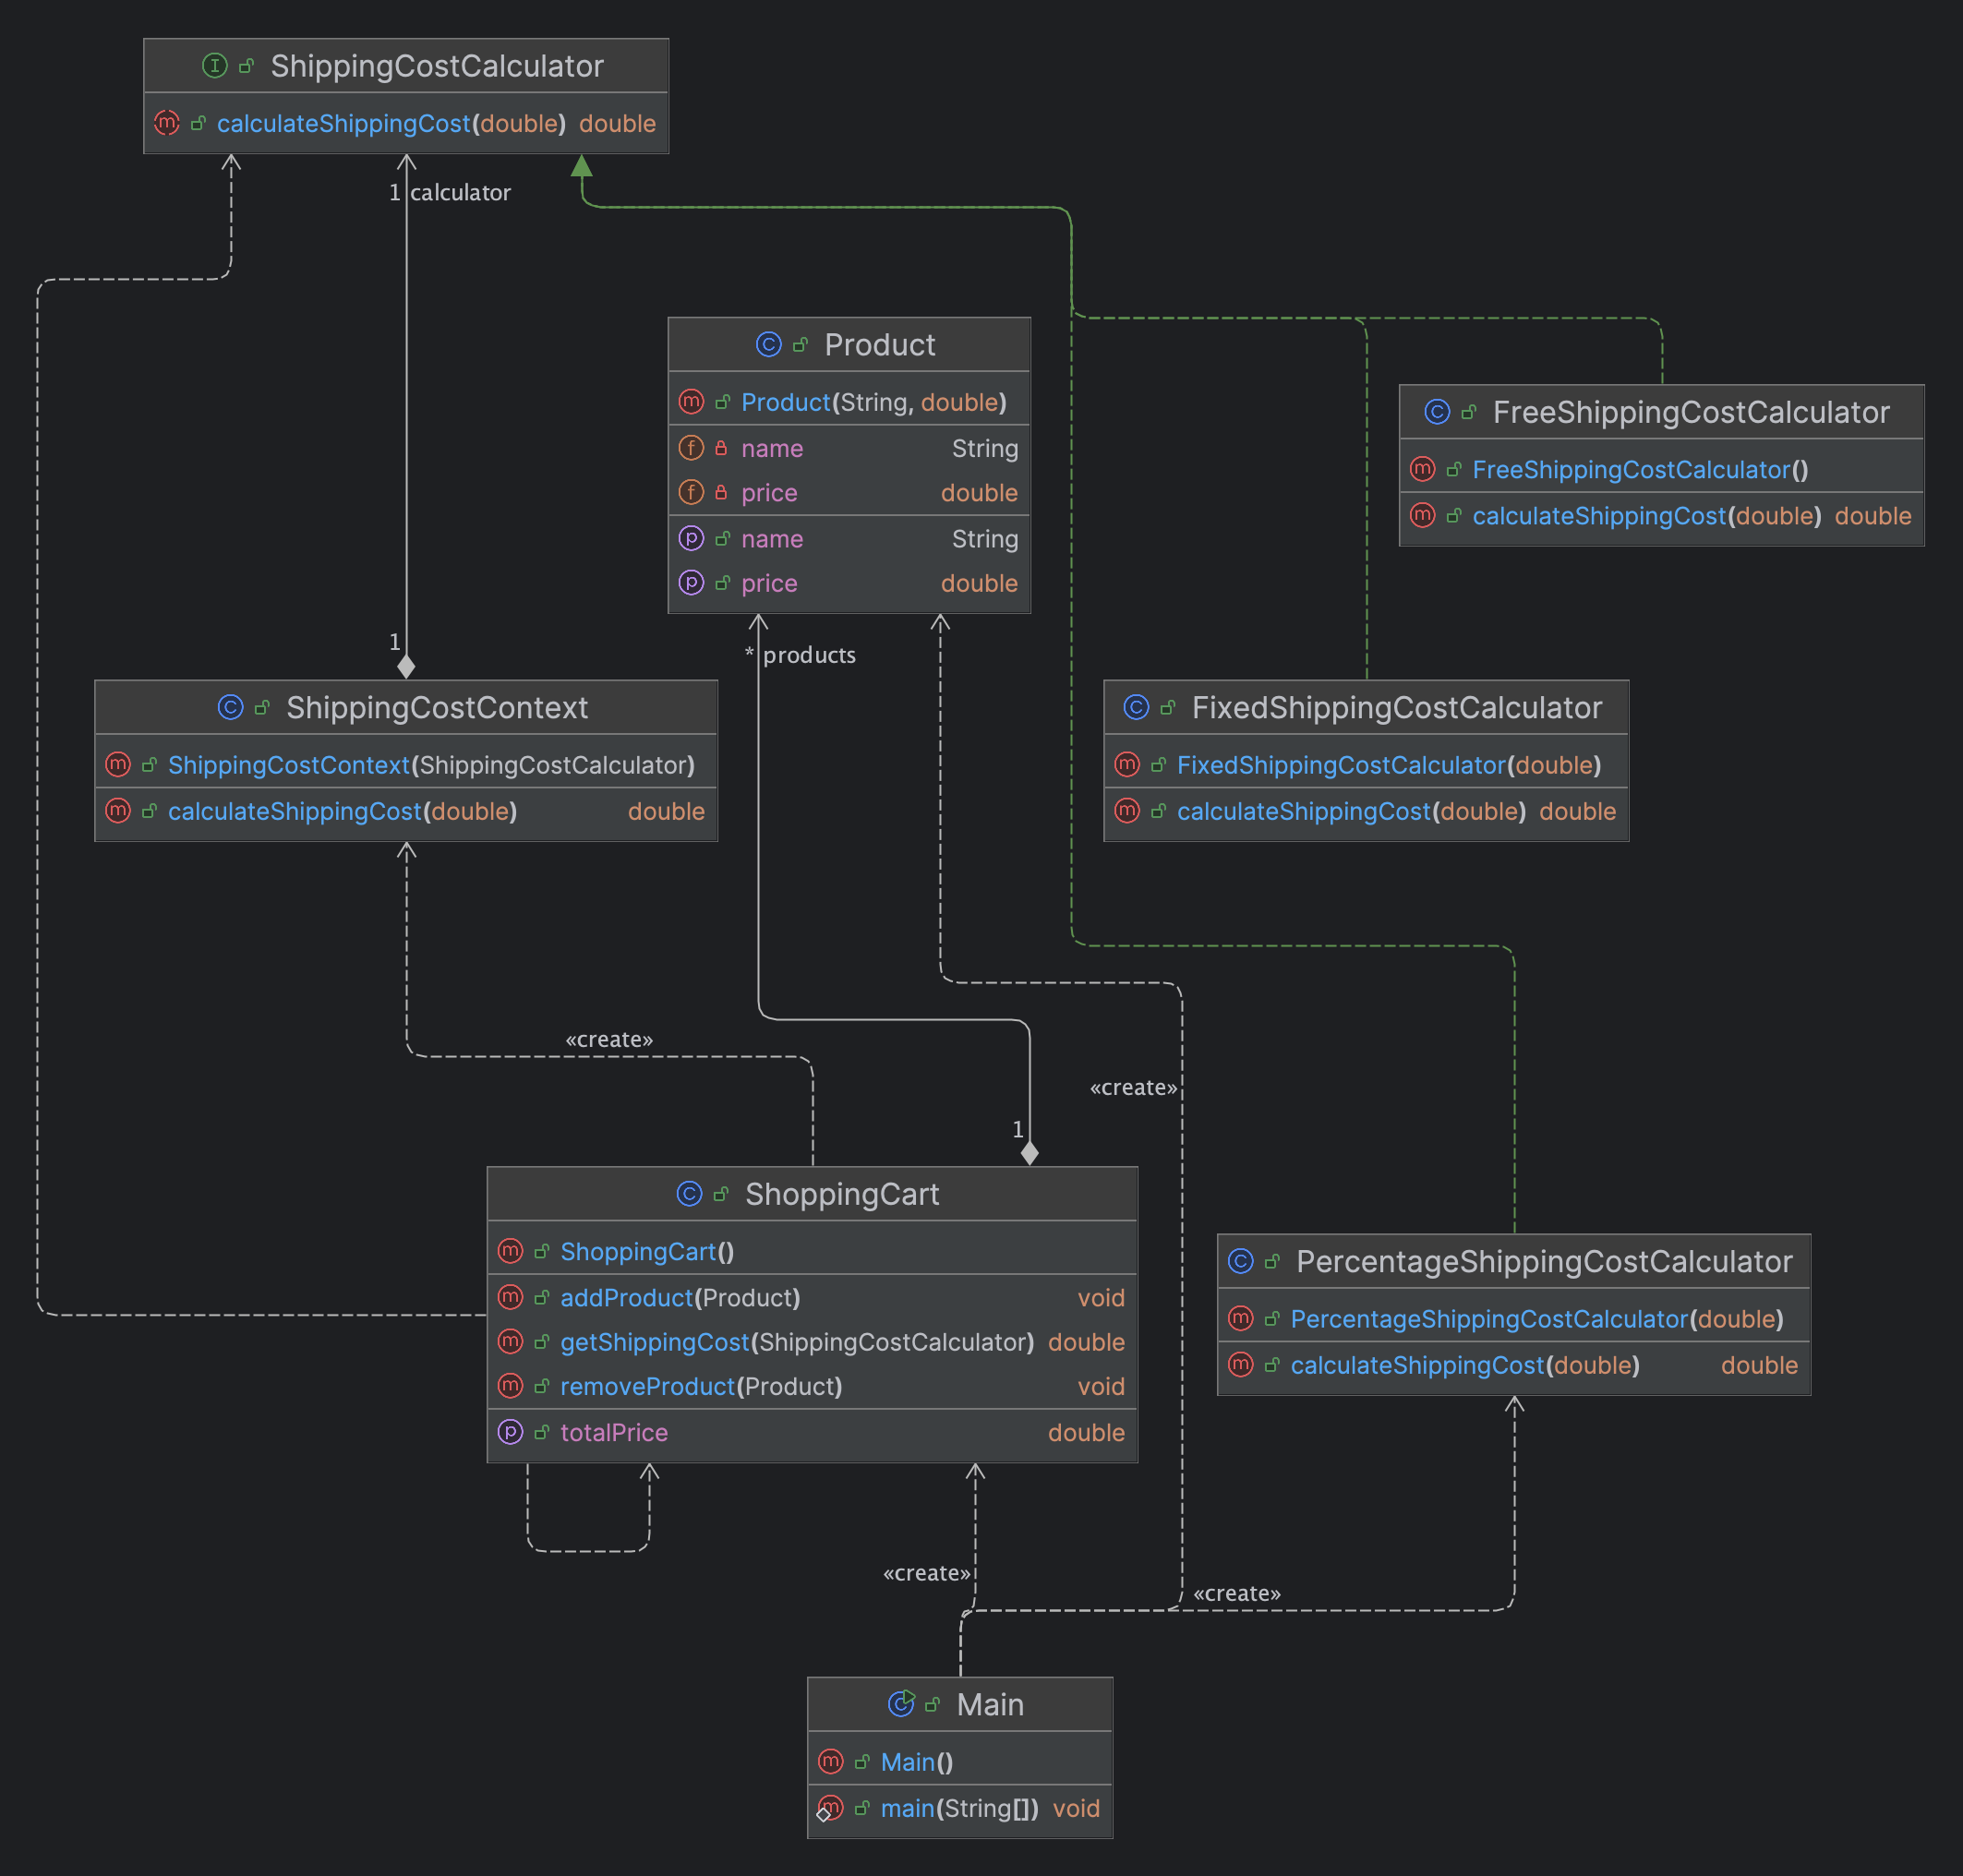 ShippingCostCalculator
calculateShippingCost(double) double
1 calculator
Product
Product(String, double)
name String
price double
name String
price double
FreeShippingCostCalculator
FreeShippingCostCalculator()
calculateShippingCost(double) double
1
* products
ShippingCostContext
ShippingCostContext(ShippingCostCalculator)
calculateShippingCost(double) double
FixedShippingCostCalculator
FixedShippingCostCalculator(double)
calculateShippingCost(double) double
«create»
«create»
1
ShoppingCart
ShoppingCart()
addProduct(Product) void
getShippingCost(ShippingCostCalculator) double
removeProduct(Product) void
totalPrice double
PercentageShippingCostCalculator
PercentageShippingCostCalculator(double)
calculateShippingCost(double) double
«create»
«create»
Main
Main()
main(String[]) void